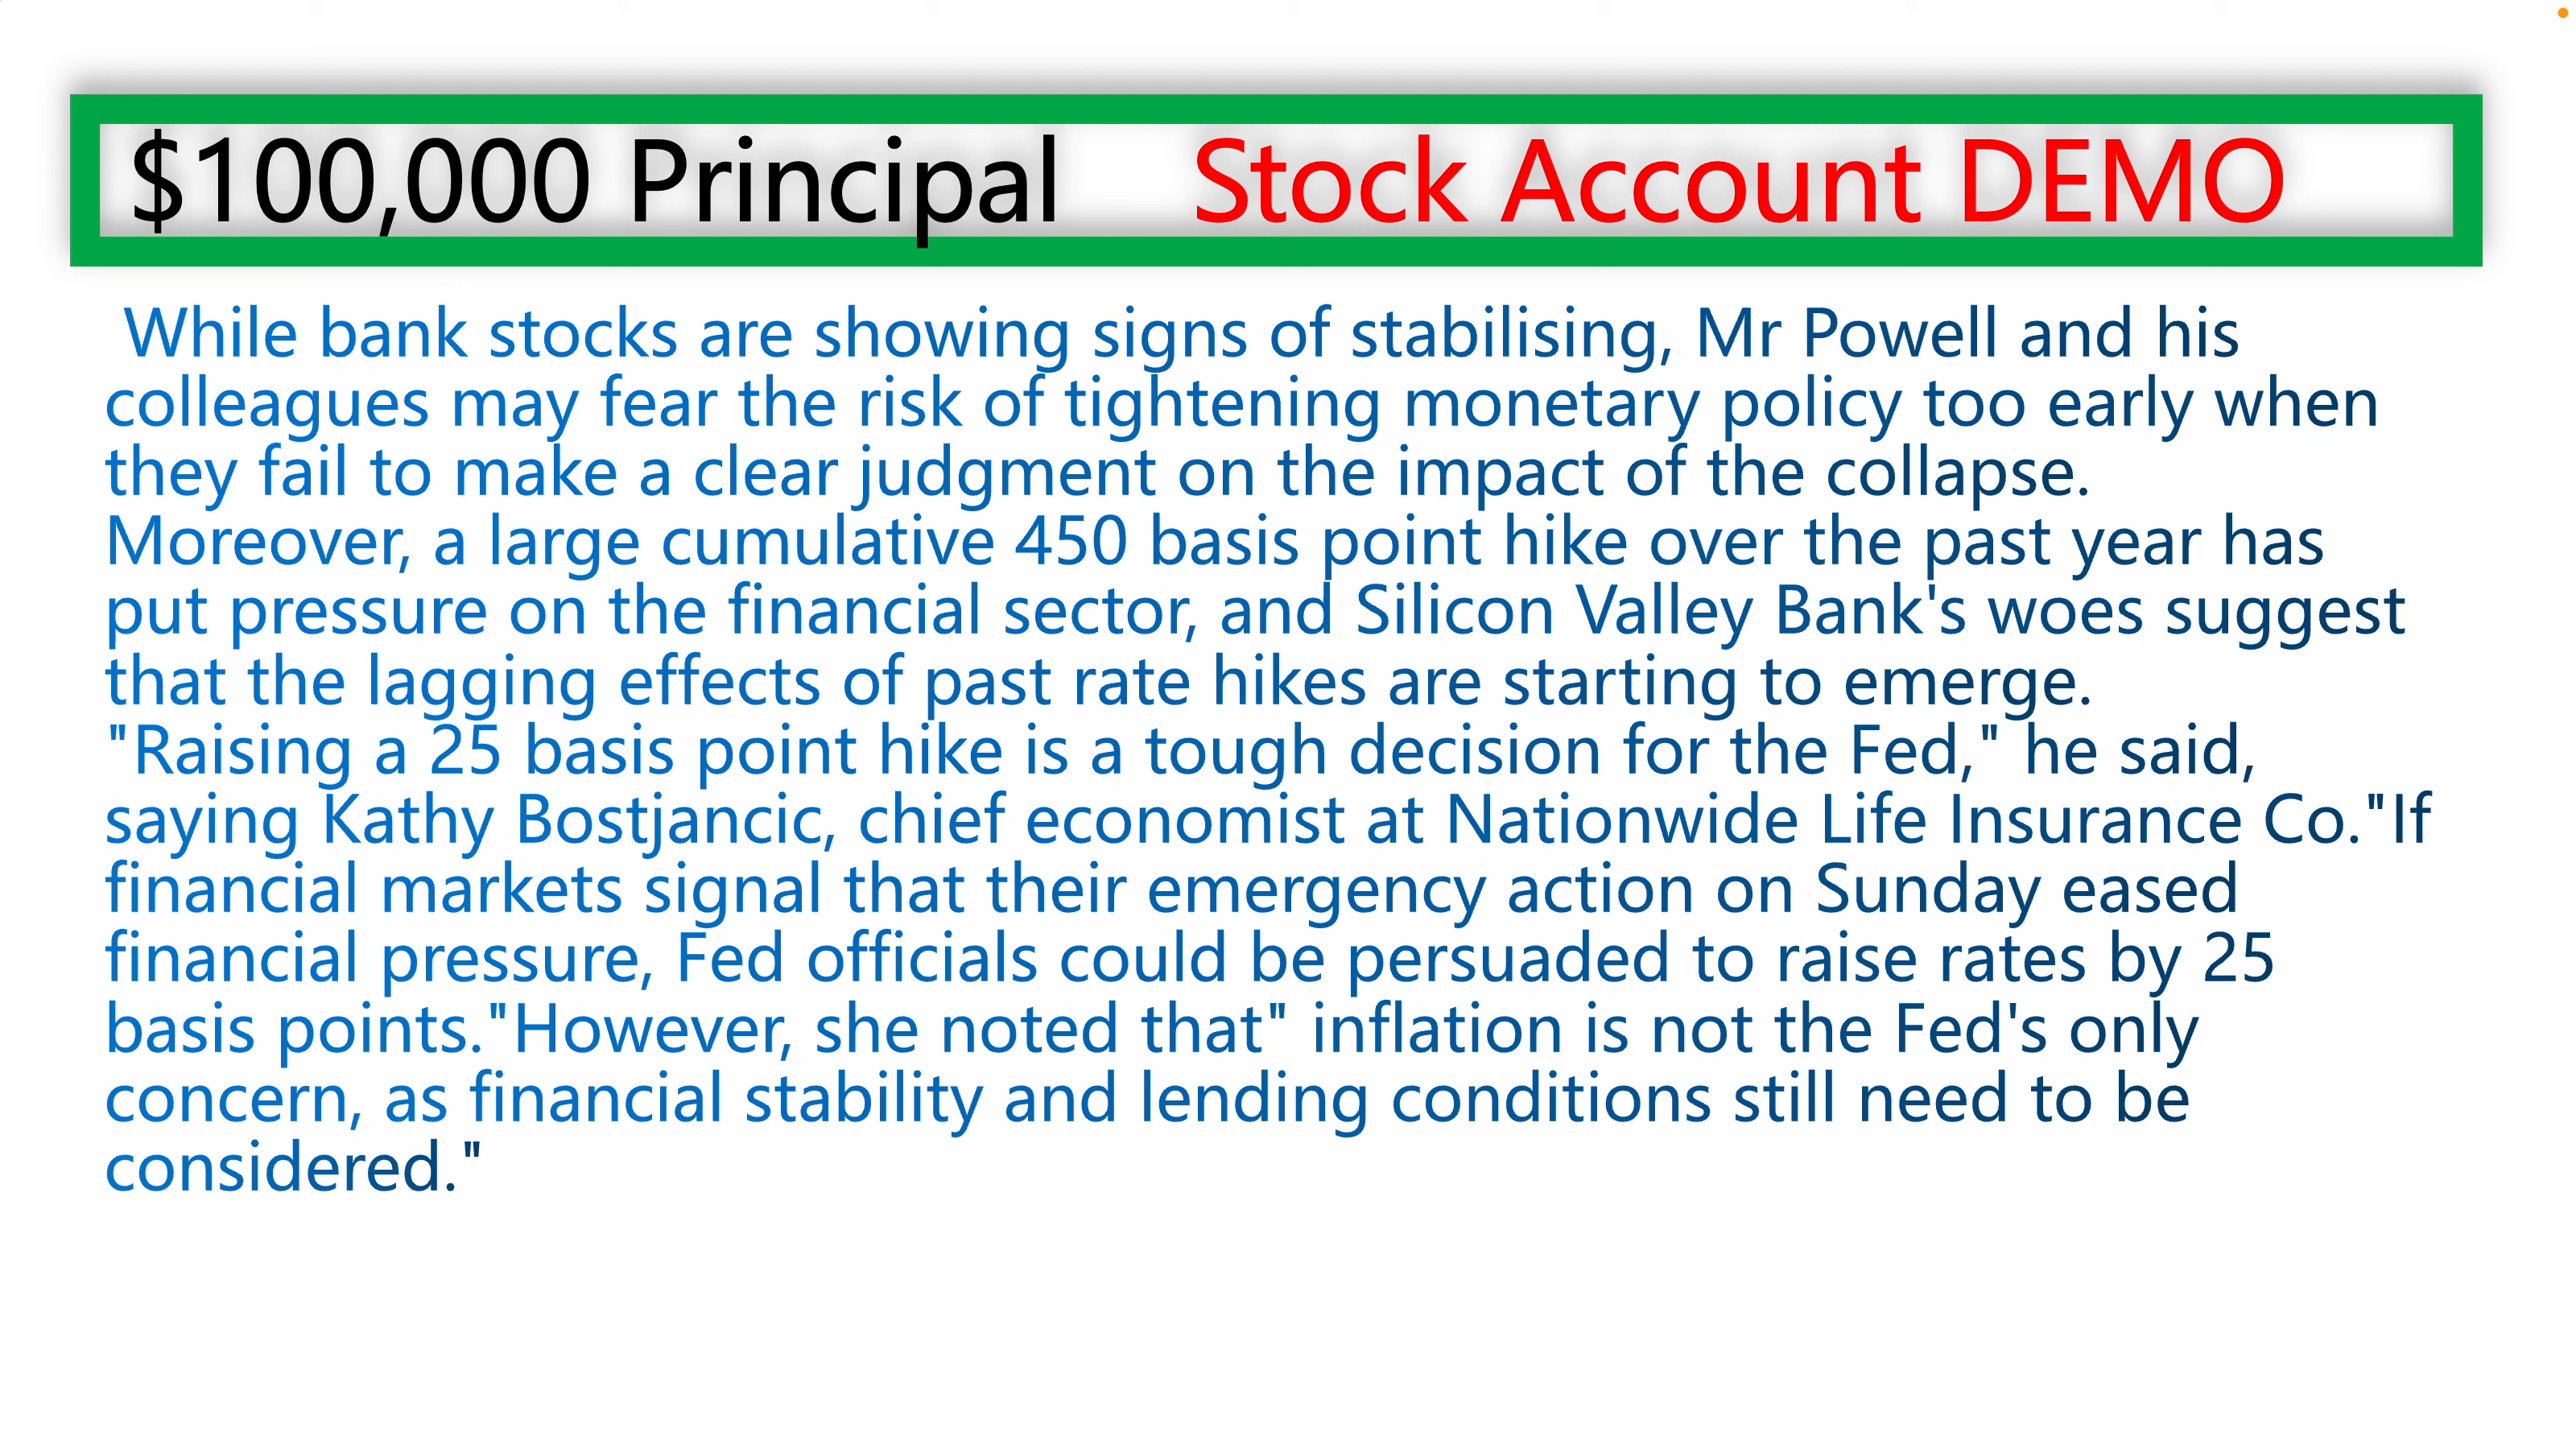 $100,000 Principal Stock Account DEMO
While bank stocks are showing signs of stabilising, Mr Powell and his
colleagues may fear the risk of tightening monetary policy too early when
they fail to make a clear judgment on the impact of the collapse.
Moreover, a large cumulative 450 basis point hike over the past year has
put pressure on the financial sector, and Silicon Valley Bank's woes suggest
that the lagging effects of past rate hikes are starting to emerge.
"Raising a 25 basis point hike is a tough decision for the Fed," he said,
saying Kathy Bostjancic, chief economist at Nationwide Life Insurance Co."If
financial markets signal that their emergency action on Sunday eased
financial pressure, Fed officials could be persuaded to raise rates by 25
basis points."However, she noted that" inflation is not the Fed's only
concern, as financial stability and lending conditions still need to be
considered."